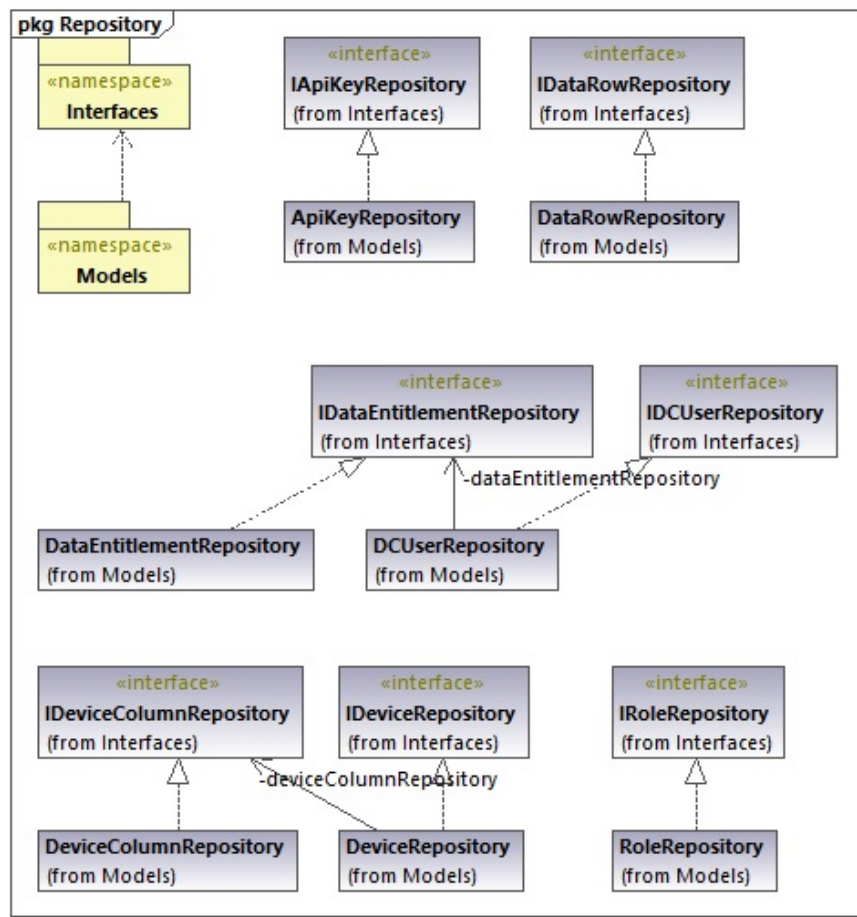 pkg Repository
«namespace»
Interfaces
«namespace»
Models
«interface»
IApiKeyRepository
(from Interfaces)
ApiKeyRepository
(from Models)
«interface»
IDataRowRepository
(from Interfaces)
DataRowRepository
(from Models)
«interface»
IDataEntitlementRepository
(from Interfaces)
«interface»
IDCUserRepository
(from Interfaces)
-dataEntitlementRepository
DataEntitlementRepository
(from Models)
DCUserRepository
(from Models)
«interface»
IDeviceColumnRepository
(from Interfaces)
«interface»
IDeviceRepository
(from Interfaces)
«interface»
IRoleRepository
(from Interfaces)
-deviceColumnRepository
DeviceColumnRepository
(from Models)
DeviceRepository
(from Models)
RoleRepository
(from Models)